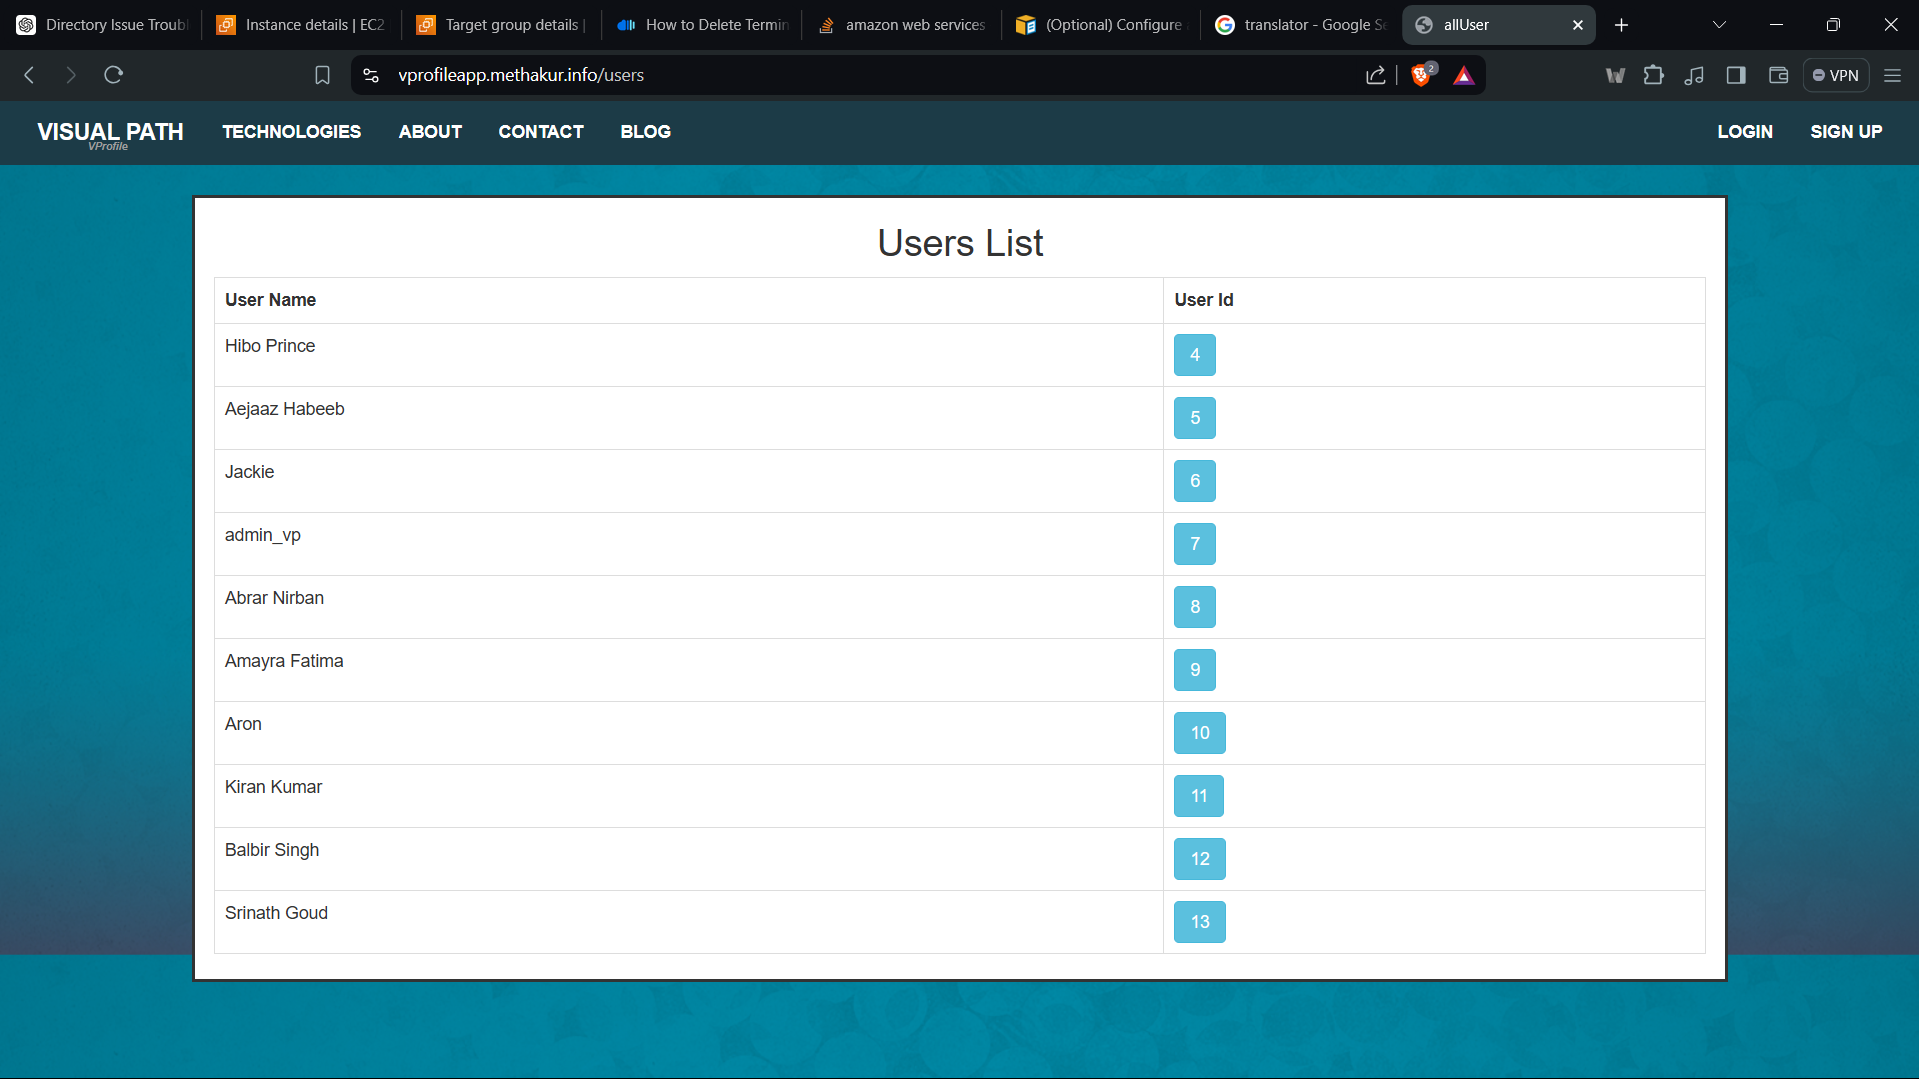 Directory Issue Troubl
Instance details | EC2
Target group details |
How to Delete Termin
amazon web services
(Optional) Configure
translator - Google Se
allUser
vprofileapp.methakur.info/users
2
VPN
VISUAL PATH
VProfile
TECHNOLOGIES
ABOUT
CONTACT
BLOG
LOGIN
SIGN UP
Users List
User Name User Id
Hibo Prince 4
Aejaaz Habeeb 5
Jackie 6
admin_vp 7
Abrar Nirban 8
Amayra Fatima 9
Aron 10
Kiran Kumar 11
Balbir Singh 12
Srinath Goud 13